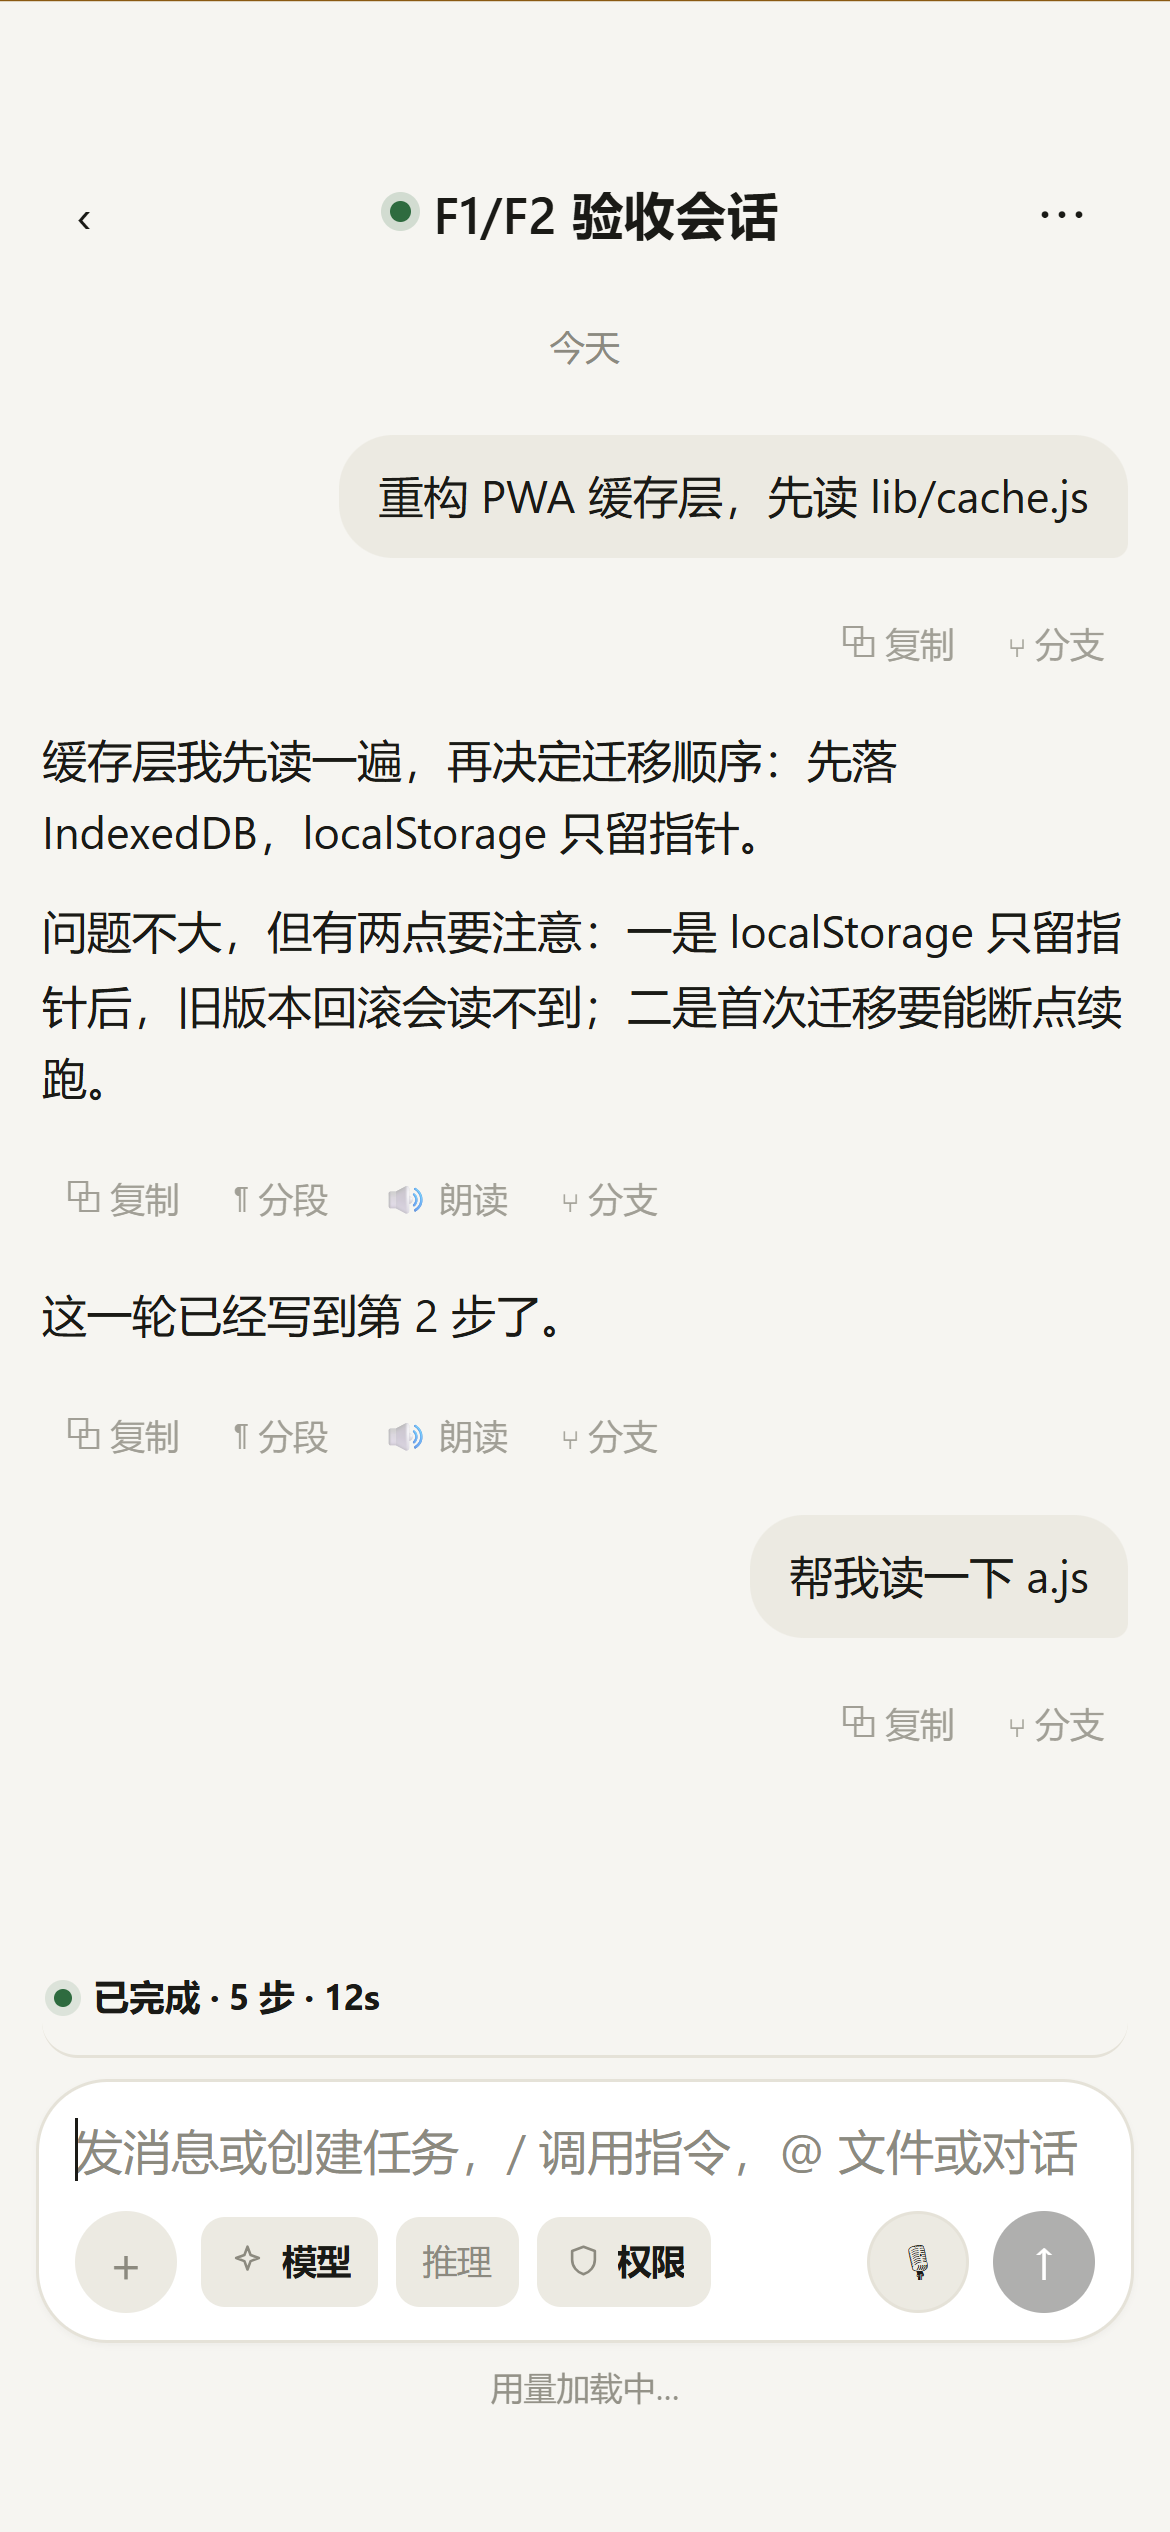 F1/F2 验收会话
今天
重构 PWA 缓存层，先读 lib/cache.js
复制 分支
缓存层我先读一遍，再决定迁移顺序：先落
IndexedDB，localStorage 只留指针。
问题不大，但有两点要注意：一是 localStorage 只留指
针后，旧版本回滚会读不到；二是首次迁移要能断点续
跑。
复制 ¶ 分段 朗读 分支
这一轮已经写到第 2 步了。
复制 ¶ 分段 朗读 分支
帮我读一下 a.js
复制 分支
已完成 · 5 步 · 12s
发消息或创建任务，/ 调用指令，@ 文件或对话
模型 推理 权限
用量加载中...